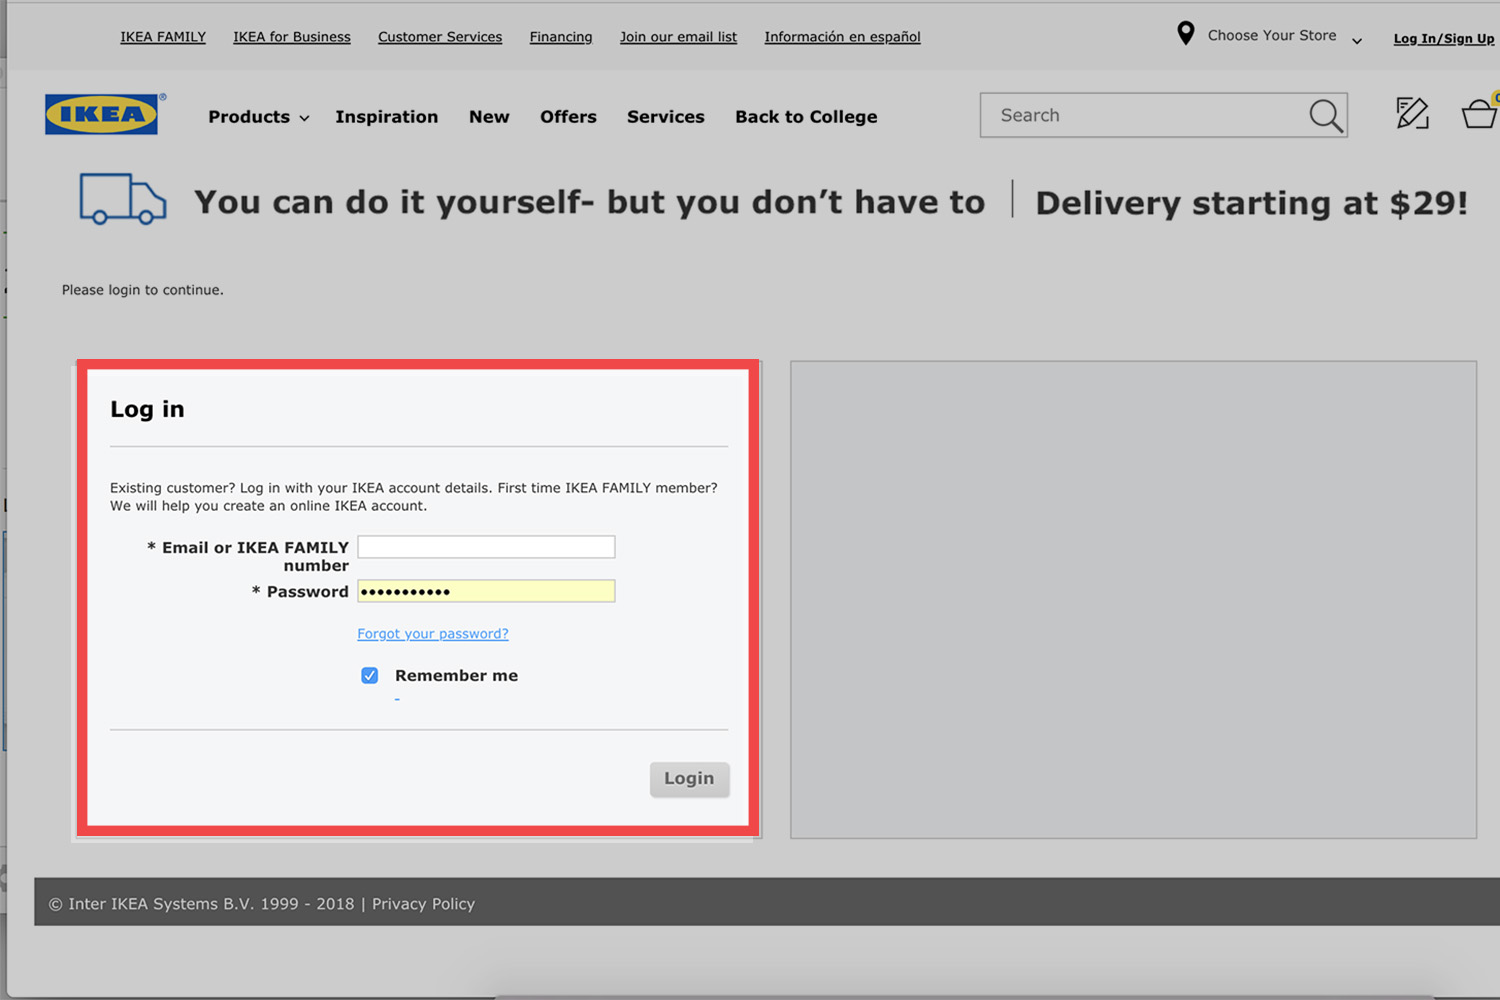 IKEA FAMILY IKEA for Business Customer Services Financing Join our email list Información en español Choose Your Store Log In/Sign Up
IKEA ® Products Inspiration New Offers Services Back to College Search
You can do it yourself- but you don’t have to | Delivery starting at $29!
Please login to continue.
Log in
Existing customer? Log in with your IKEA account details. First time IKEA FAMILY member?
We will help you create an online IKEA account.
* Email or IKEA FAMILY
number
* Password •••••••••••
Forgot your password?
Remember me
-
Login
© Inter IKEA Systems B.V. 1999 - 2018 | Privacy Policy